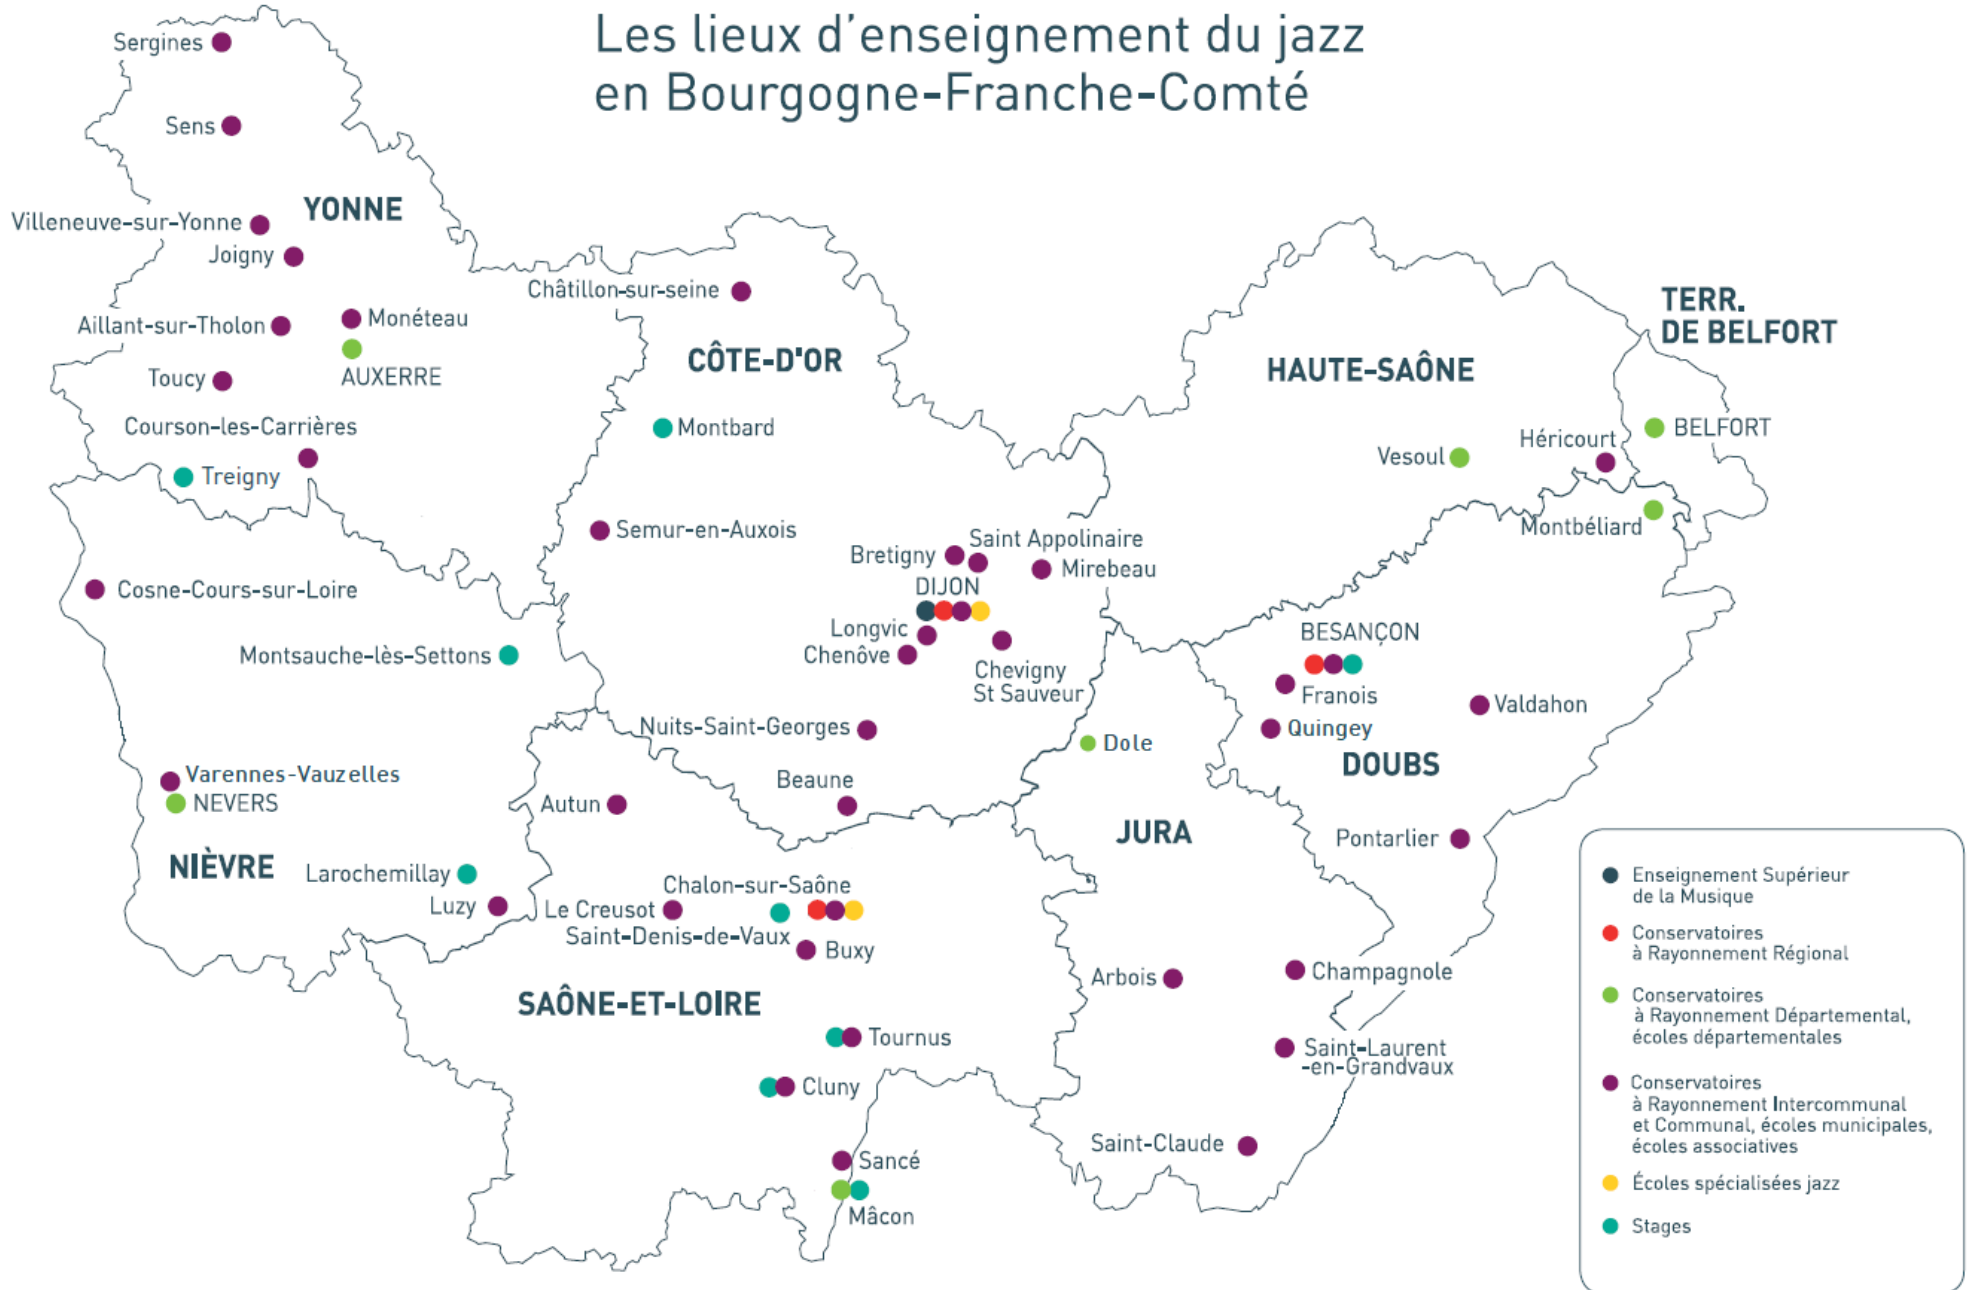 Les lieux d'enseignement du jazz
en Bourgogne-Franche-Comté
Sergines
Sens
YONNE
Villeneuve-sur-Yonne
Joigny
Châtillon-sur-seine
Aillant-sur-Tholon
Monéteau
AUXERRE
Toucy
Courson-les-Carrières
Treigny
CÔTE-D'OR
Montbard
Semur-en-Auxois
Saint Appolinaire
Bretigny
Mirebeau
DIJON
Longvic
Chenôve
Chevigny
St Sauveur
Nuits-Saint-Georges
Beaune
HAUTE-SAÔNE
Vesoul
Héricourt
TERR.
DE BELFORT
BELFORT
Montbéliard
BESANÇON
Franois
Quingey
Valdahon
DOUBS
Pontarlier
Cosne-Cours-sur-Loire
Montsauche-lès-Settons
Varennes-Vauzelles
NEVERS
NIÈVRE
Larochemillay
Luzy
Autun
Chalon-sur-Saône
Le Creusot
Saint-Denis-de-Vaux
Buxy
SAÔNE-ET-LOIRE
Tournus
Cluny
Sancé
Mâcon
Dole
JURA
Arbois
Champagnole
Saint-Laurent
-en-Grandvaux
Saint-Claude
Enseignement Supérieur
de la Musique
Conservatoires
à Rayonnement Régional
Conservatoires
à Rayonnement Départemental,
écoles départementales
Conservatoires
à Rayonnement Intercommunal
et Communal, écoles municipales,
écoles associatives
Écoles spécialisées jazz
Stages